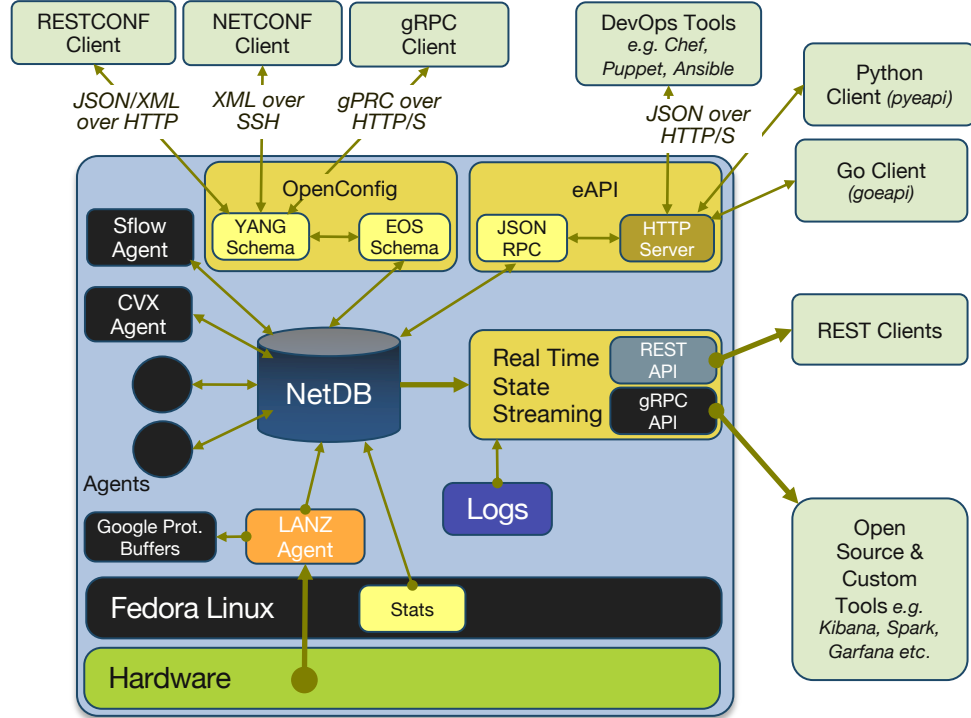 RESTCONF
Client
NETCONF
Client
gRPC
Client
DevOps Tools
e.g. Chef,
Puppet, Ansible
Python
Client (pyeapi)
JSON/XML
over HTTP
XML over
SSH
gPRC over
HTTP/S
JSON over
HTTP/S
Go Client
(goeapi)
OpenConfig
YANG
Schema
EOS
Schema
eAPI
JSON
RPC
HTTP
Server
Sflow
Agent
CVX
Agent
Agents
NetDB
Real Time
State
Streaming
REST
API
gRPC
API
REST Clients
Logs
Google Prot.
Buffers
LANZ
Agent
Open
Source &
Custom
Tools e.g.
Kibana, Spark,
Garfana etc.
Fedora Linux
Stats
Hardware